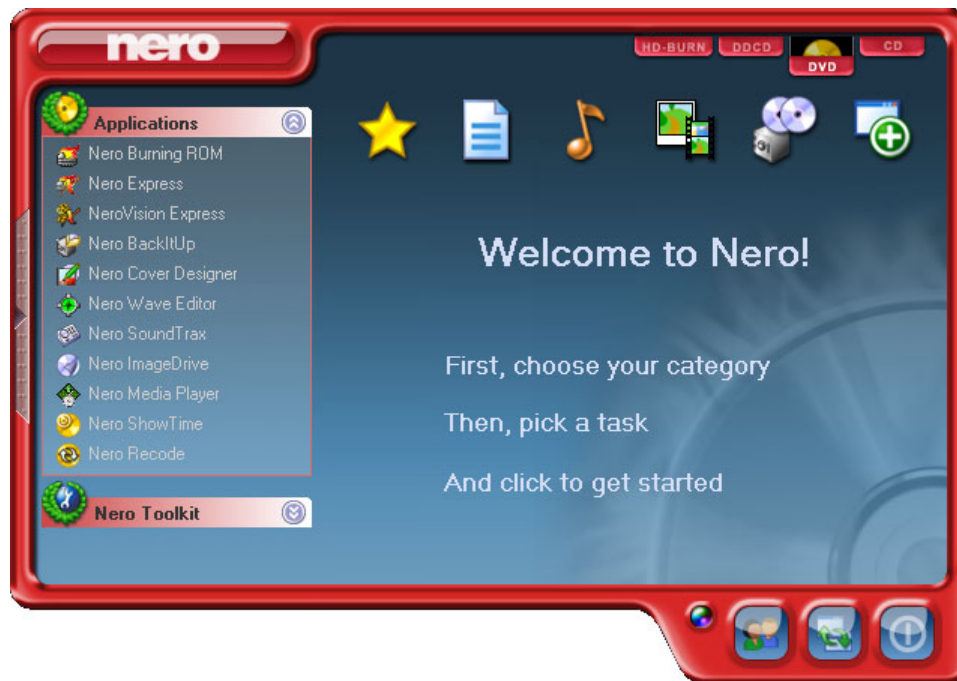 nero
HD-BURN DDCD DVD CD
Applications
Nero Burning ROM
Nero Express
NeroVision Express
Nero BackItUp
Nero Cover Designer
Nero Wave Editor
Nero SoundTrax
Nero ImageDrive
Nero Media Player
Nero ShowTime
Nero Recode
Nero Toolkit
Welcome to Nero!
First, choose your category
Then, pick a task
And click to get started